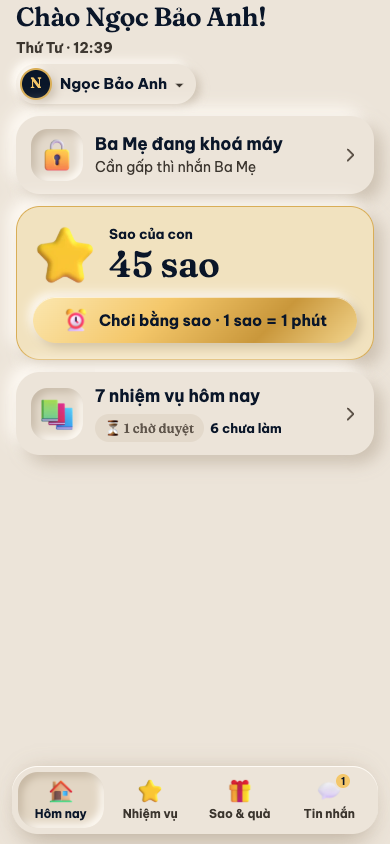 Chào Ngọc Bảo Anh!
Thứ Tư · 12:39
N Ngọc Bảo Anh
Ba Mẹ đang khoá máy
Cần gấp thì nhắn Ba Mẹ
Sao của con
45 sao
Chơi bằng sao · 1 sao = 1 phút
7 nhiệm vụ hôm nay
1 chờ duyệt 6 chưa làm
1
Hôm nay Nhiệm vụ Sao & quà Tin nhắn